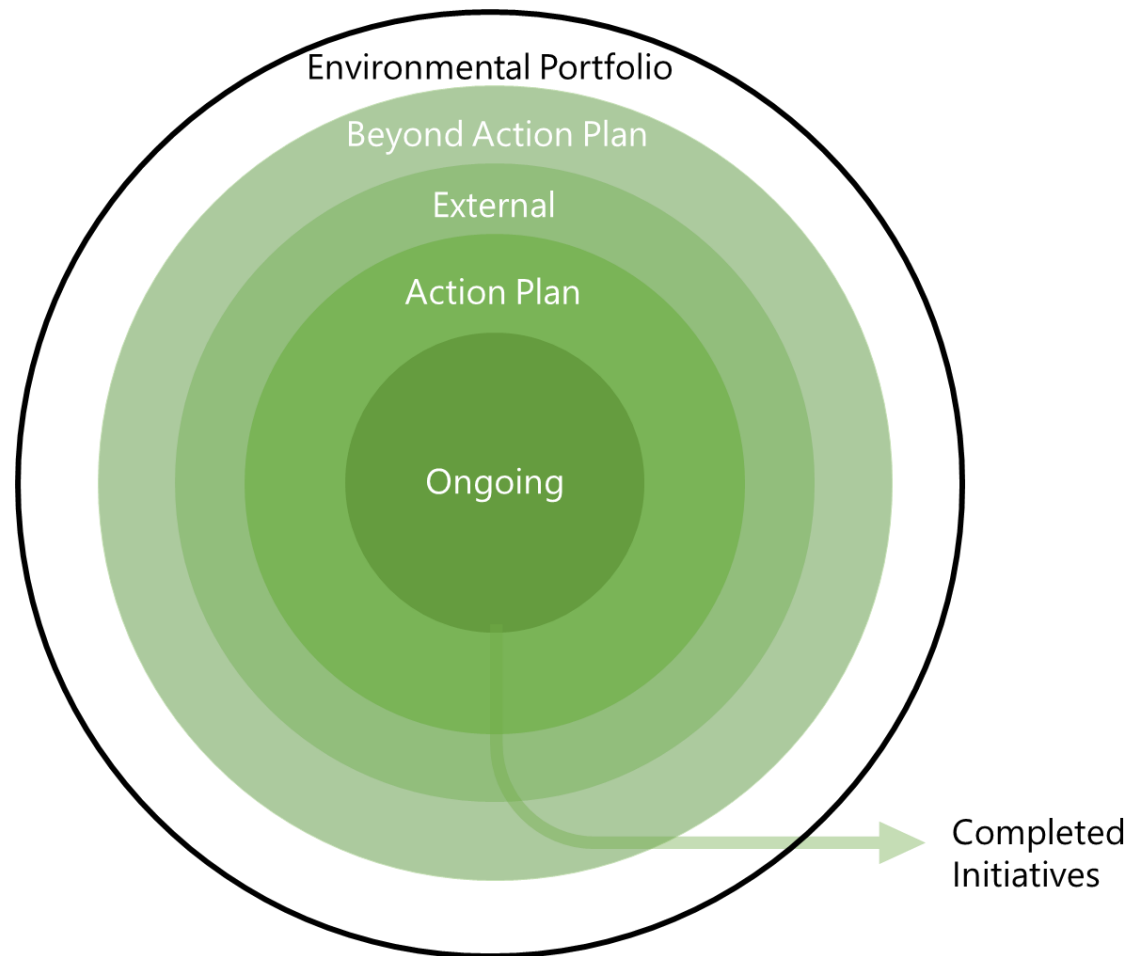 Environmental Portfolio
Beyond Action Plan
External
Action Plan
Ongoing
Completed
Initiatives